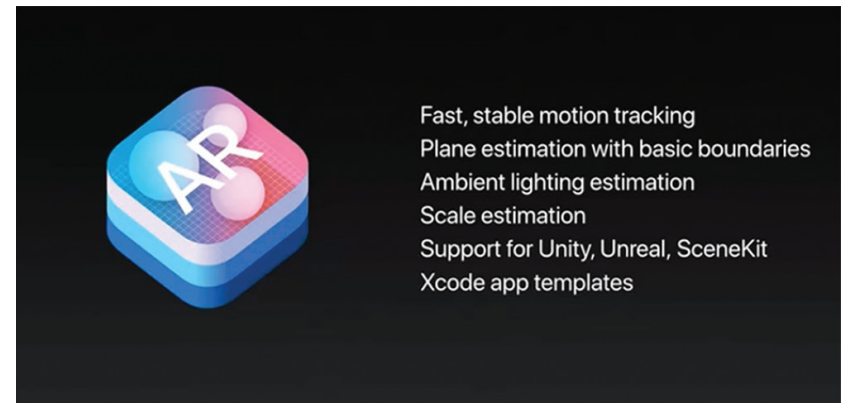 AR
Fast, stable motion tracking
Plane estimation with basic boundaries
Ambient lighting estimation
Scale estimation
Support for Unity, Unreal, SceneKit
Xcode app templates